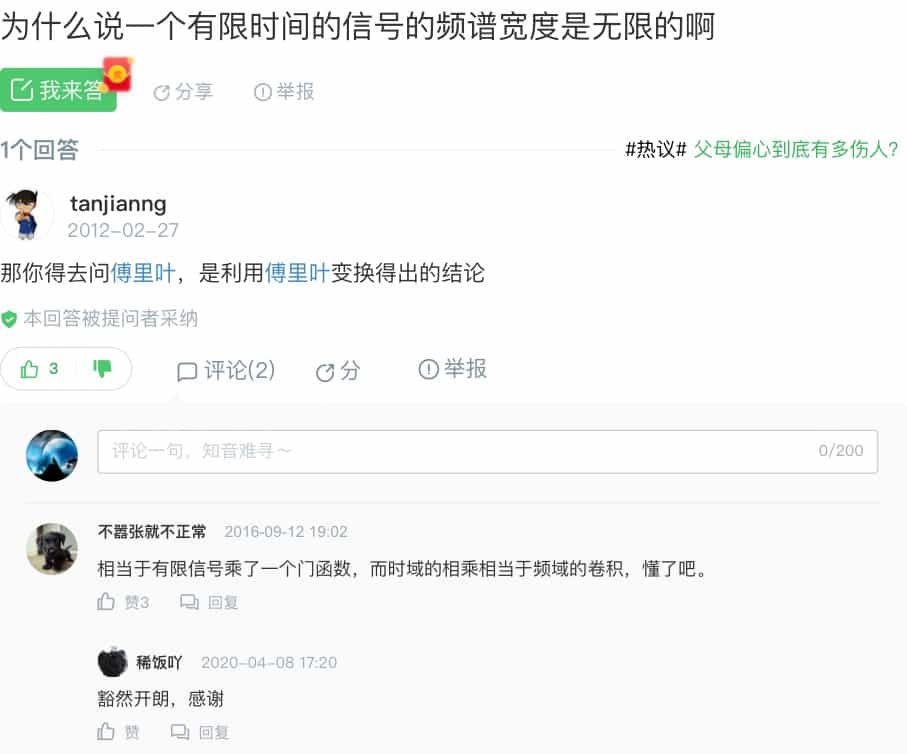 为什么说一个有限时间的信号的频谱宽度是无限的啊
我来答
分享
举报
1个回答
#热议# 父母偏心到底有多伤人?
tanjianng
2012-02-27
那你得去问傅里叶，是利用傅里叶变换得出的结论
本回答被提问者采纳
3
评论(2)
分
举报
评论一句，知音难寻～
0/200
不嚣张就不正常 2016-09-12 19:02
相当于有限信号乘了一个门函数，而时域的相乘相当于频域的卷积，懂了吧。
赞3 回复
稀饭吖 2020-04-08 17:20
豁然开朗，感谢
赞 回复